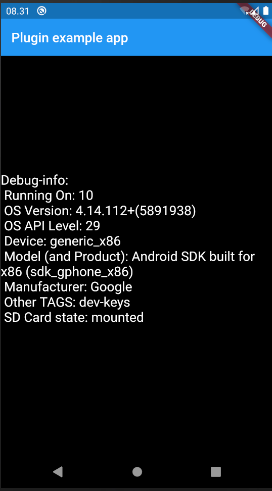 08.31
DEBUG
Plugin example app
Debug-info:
Running On: 10
OS Version: 4.14.112+(5891938)
OS API Level: 29
Device: generic_x86
Model (and Product): Android SDK built for
x86 (sdk_gphone_x86)
Manufacturer: Google
Other TAGS: dev-keys
SD Card state: mounted